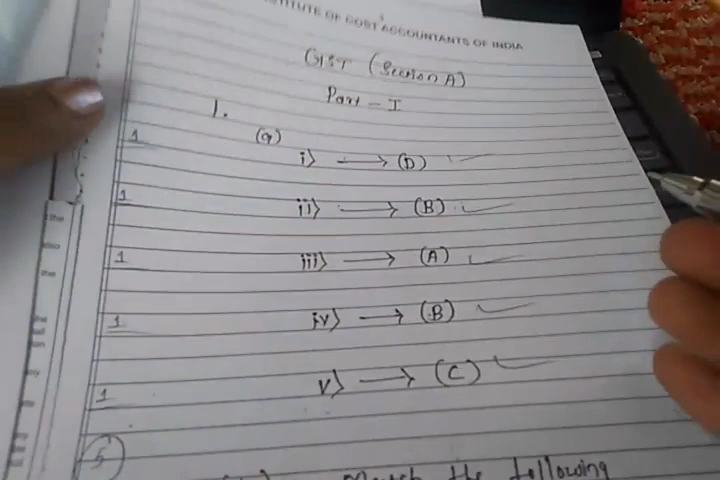 OF COST ACCOUNTANTS OF INDIA
GST (Section A)
Part - I
1.
(a)
1 i) → (D)
1 ii) → (B)
1 iii) → (A)
1 iv) → (B)
1 v) → (C)
5
Match the following